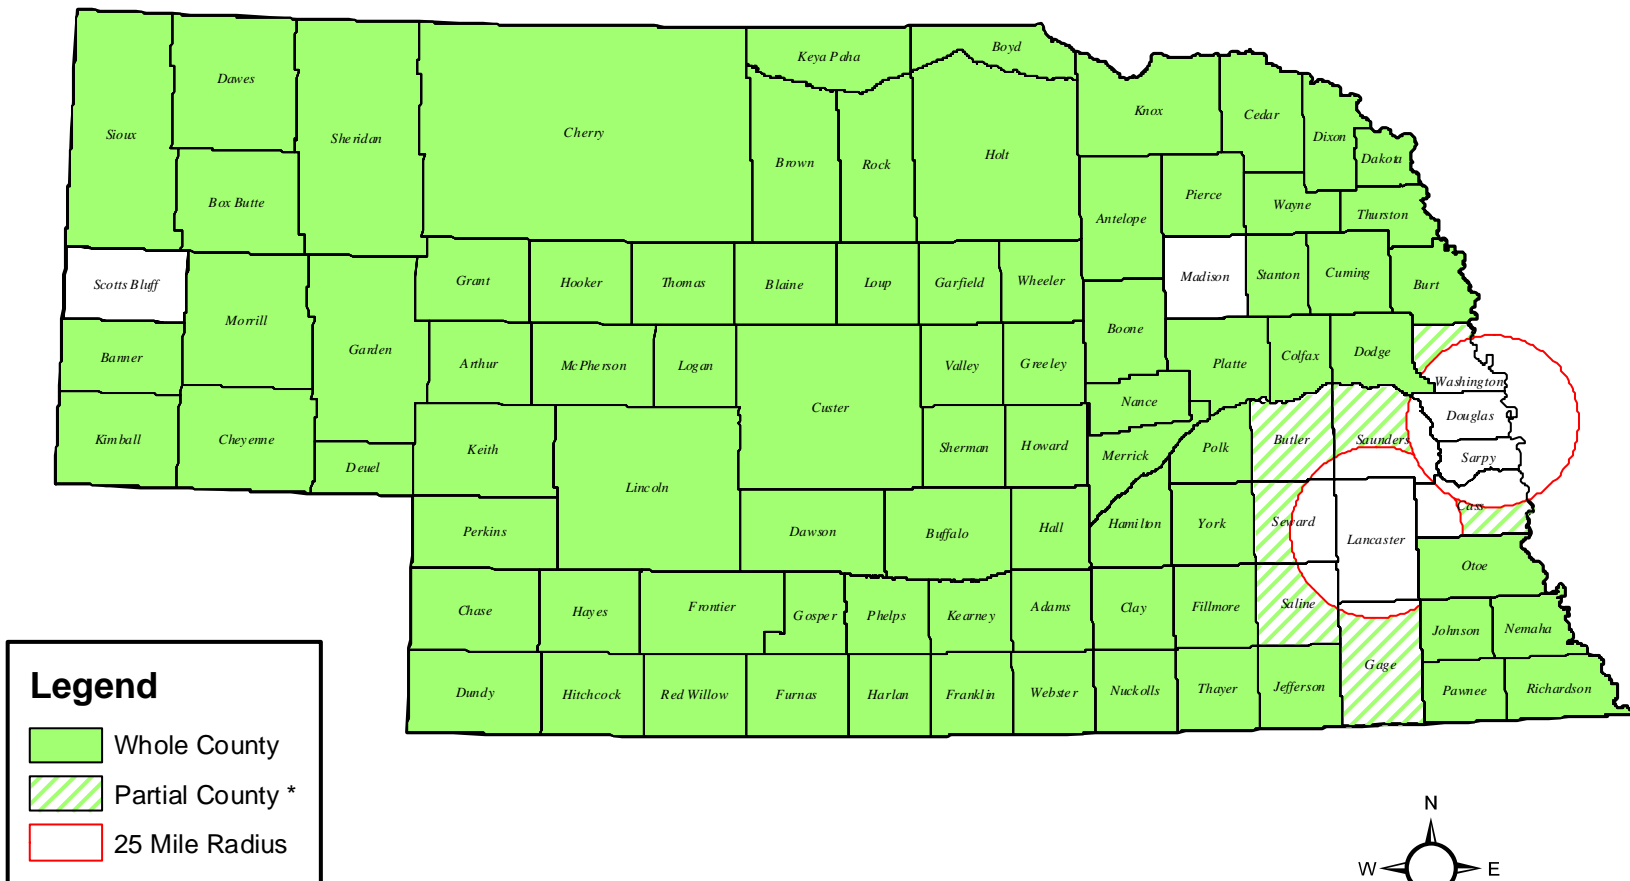 Keya Paha
Boyd
Dawes
Knox
Cedar
Sioux
Sheridan
Cherry
Dixon
Brown
Rock
Holt
Dakota
Box Butte
Pierce
Wayne
Antelope
Thurston
Scotts Bluff
Grant
Hooker
Thomas
Blaine
Loup
Garfield
Wheeler
Madison
Stanton
Cuming
Burt
Morrill
Boone
Banner
Garden
Arthur
McPherson
Logan
Valley
Greeley
Platte
Colfax
Dodge
Washington
Custer
Nance
Douglas
Kimball
Cheyenne
Keith
Sherman
Howard
Merrick
Polk
Butler
Saunders
Sarpy
Deuel
Lincoln
Perkins
Dawson
Buffalo
Hall
Hamilton
York
Seward
Cass
Lancaster
Otoe
Chase
Hayes
Frontier
Gosper
Phelps
Kearney
Adams
Clay
Fillmore
Saline
Johnson
Nemaha
Dundy
Hitchcock
Red Willow
Furnas
Harlan
Franklin
Webster
Nuckolls
Thayer
Jefferson
Gage
Pawnee
Richardson
Legend
Whole County
Partial County *
25 Mile Radius
N
W
E